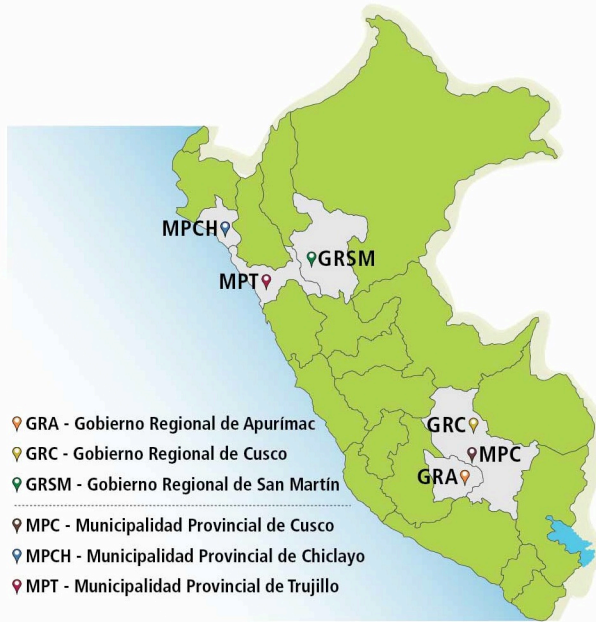 MPCH
GRSM
MPT
GRC
MPC
GRA
GRA - Gobierno Regional de Apurímac
GRC - Gobierno Regional de Cusco
GRSM - Gobierno Regional de San Martín
MPC - Municipalidad Provincial de Cusco
MPCH - Municipalidad Provincial de Chiclayo
MPT - Municipalidad Provincial de Trujillo